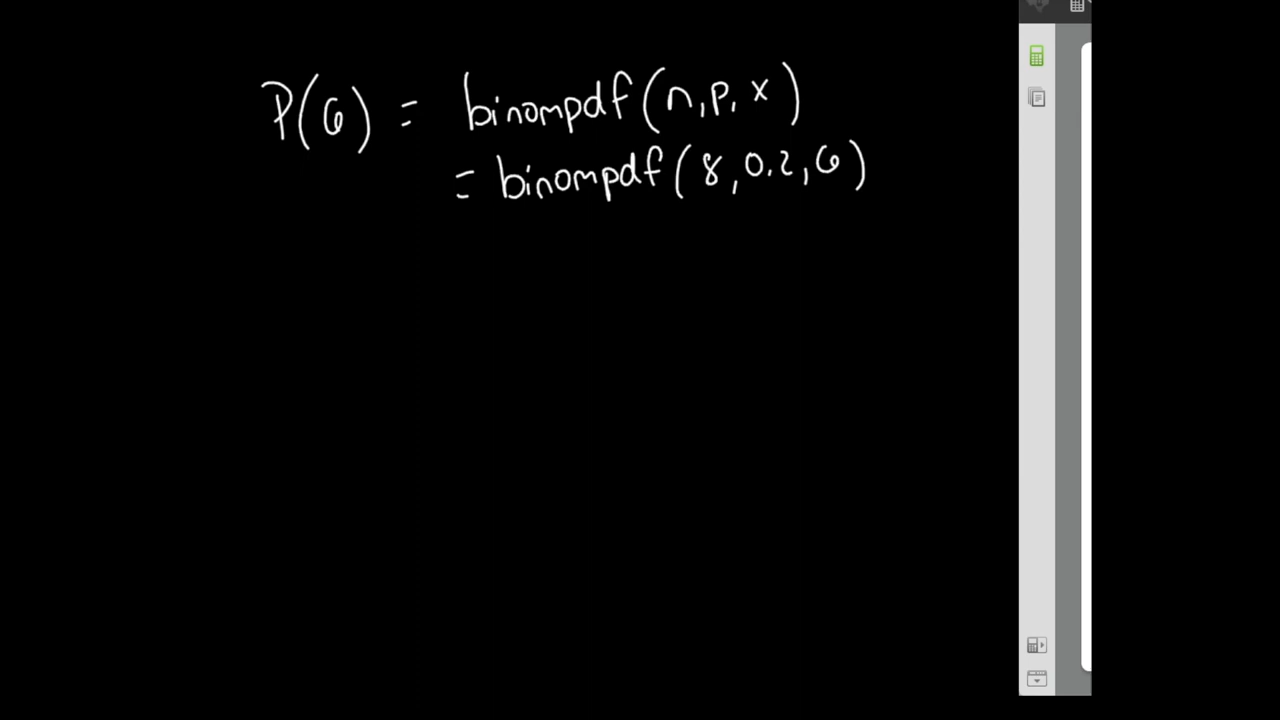 P(6) = binompdf(n,p,x)
= binompdf(8,0.2,6)